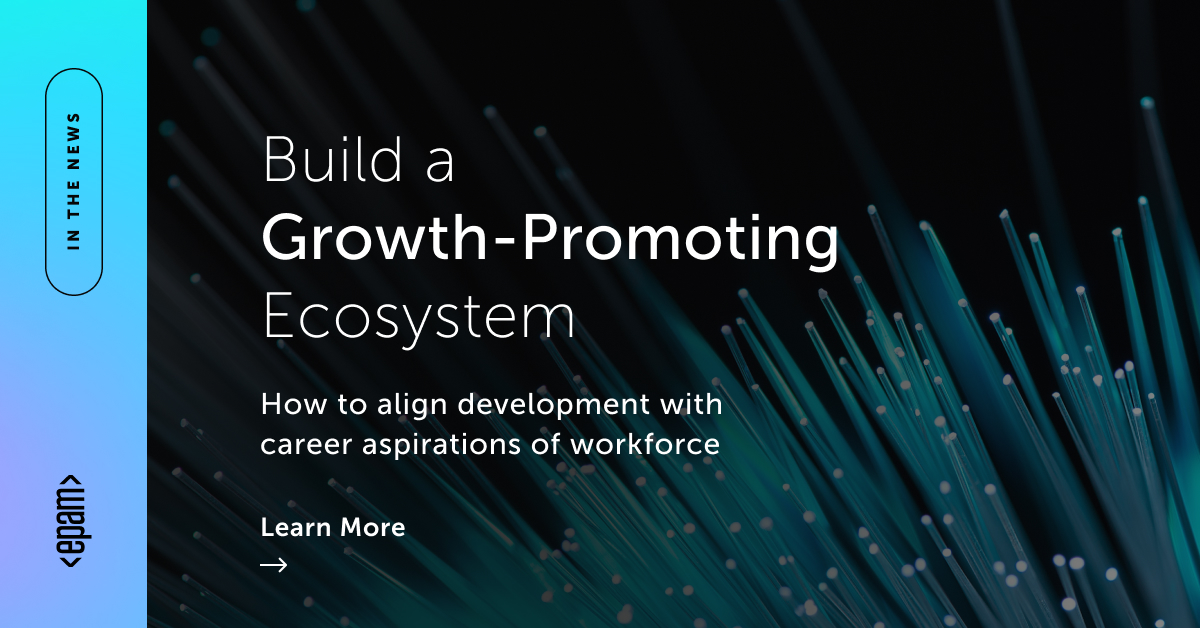 IN THE NEWS
<epam>
Build a
Growth-Promoting
Ecosystem
How to align development with
career aspirations of workforce
Learn More
→